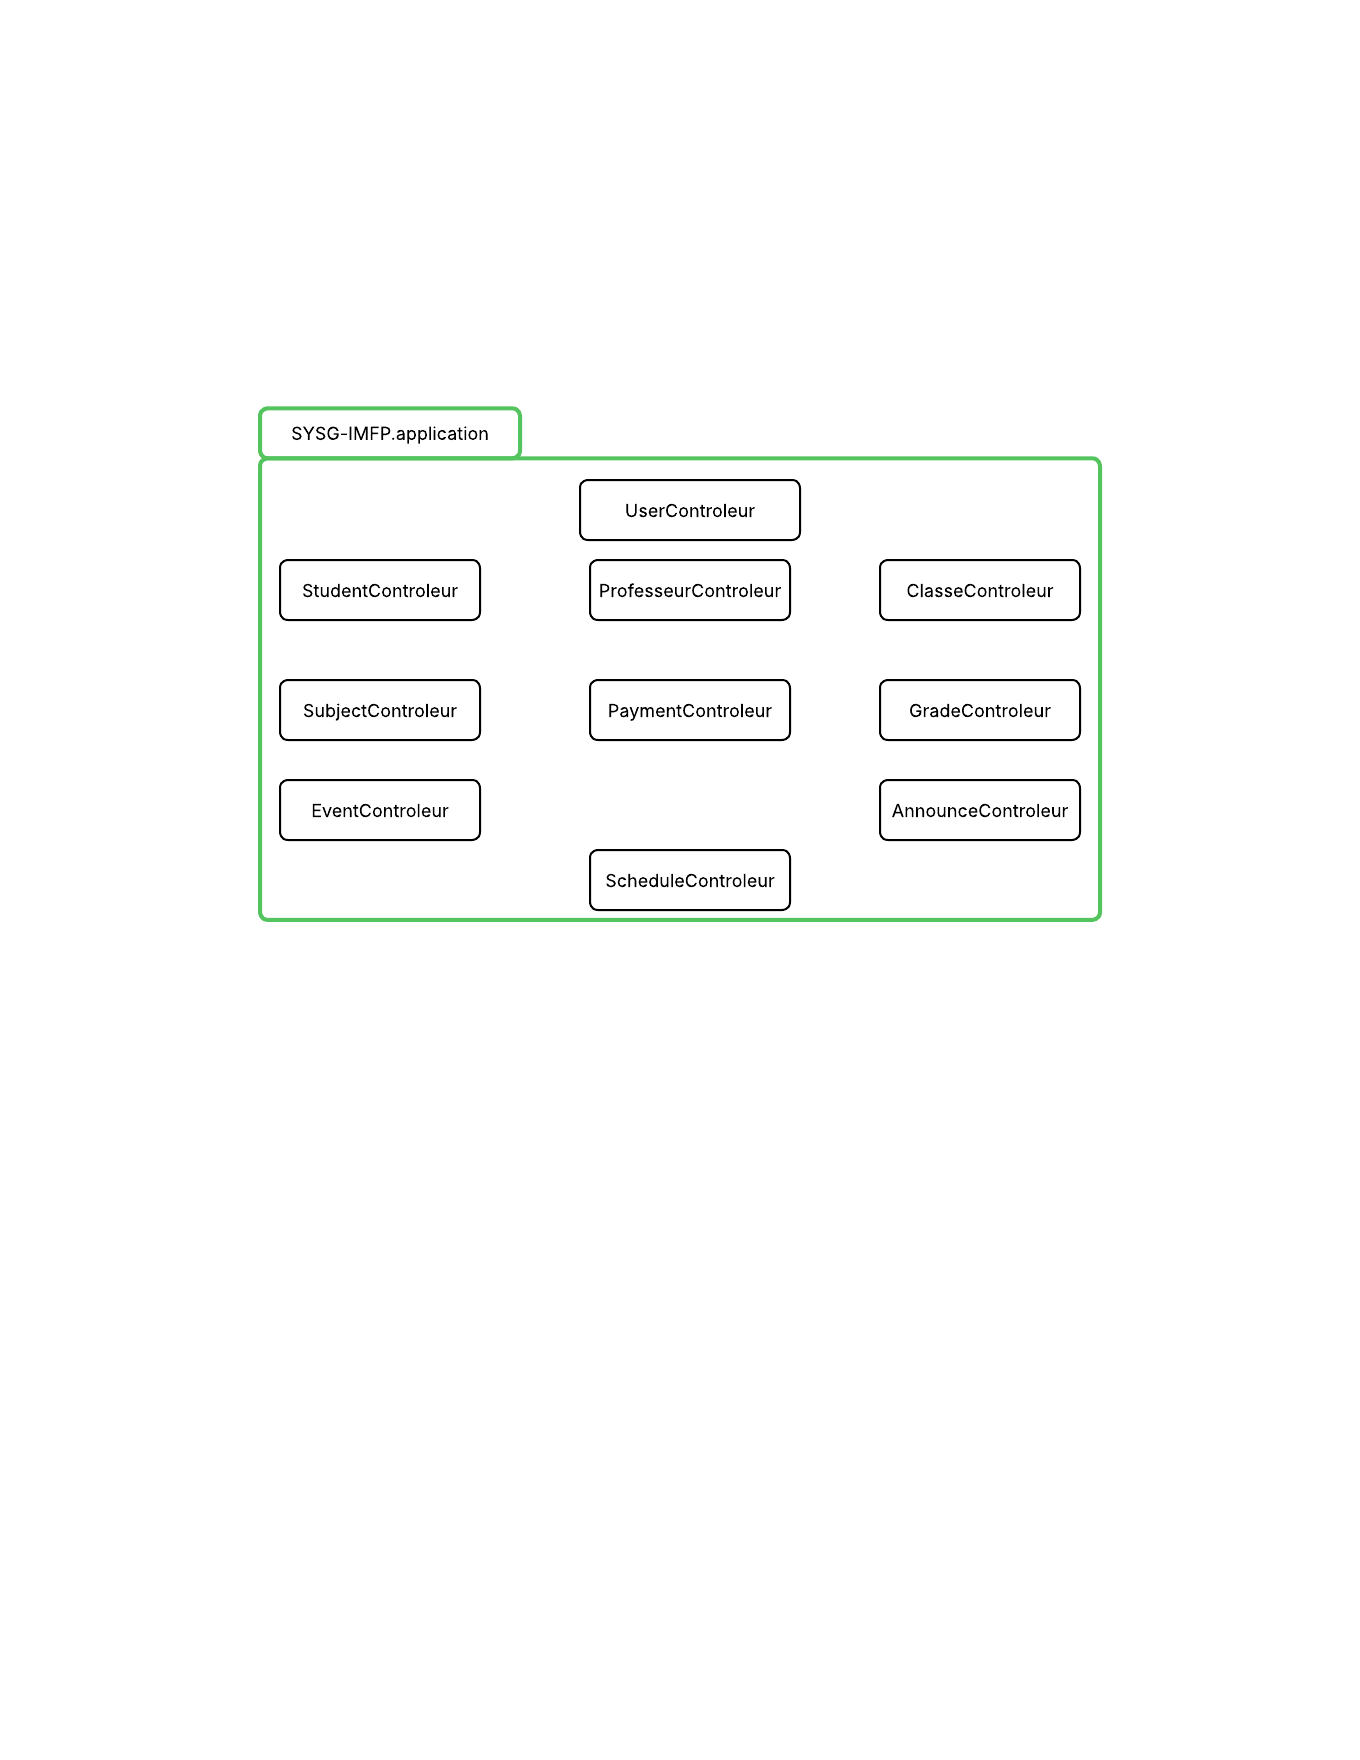 SYSG-IMFP.application
UserControleur
StudentControleur
ProfesseurControleur
ClasseControleur
SubjectControleur
PaymentControleur
GradeControleur
EventControleur
AnnounceControleur
ScheduleControleur